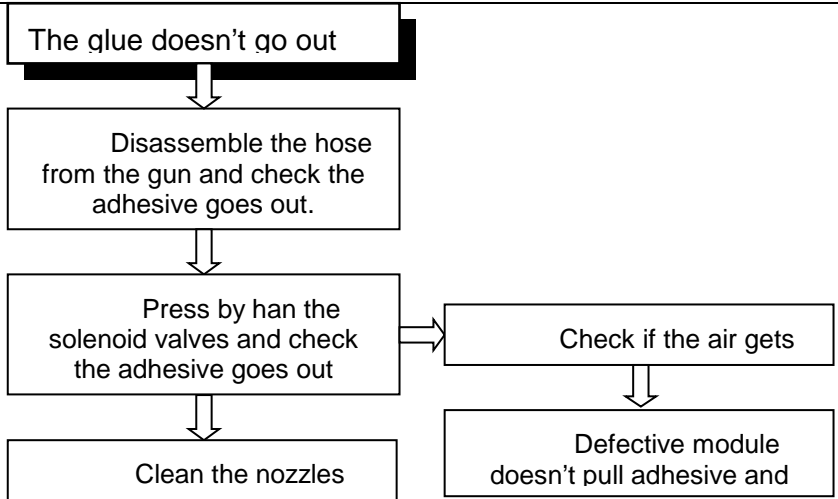 The glue doesn't go out
Disassemble the hose
from the gun and check the
adhesive goes out.
Press by han the
solenoid valves and check
the adhesive goes out
Check if the air gets
Clean the nozzles
Defective module
doesn't pull adhesive and